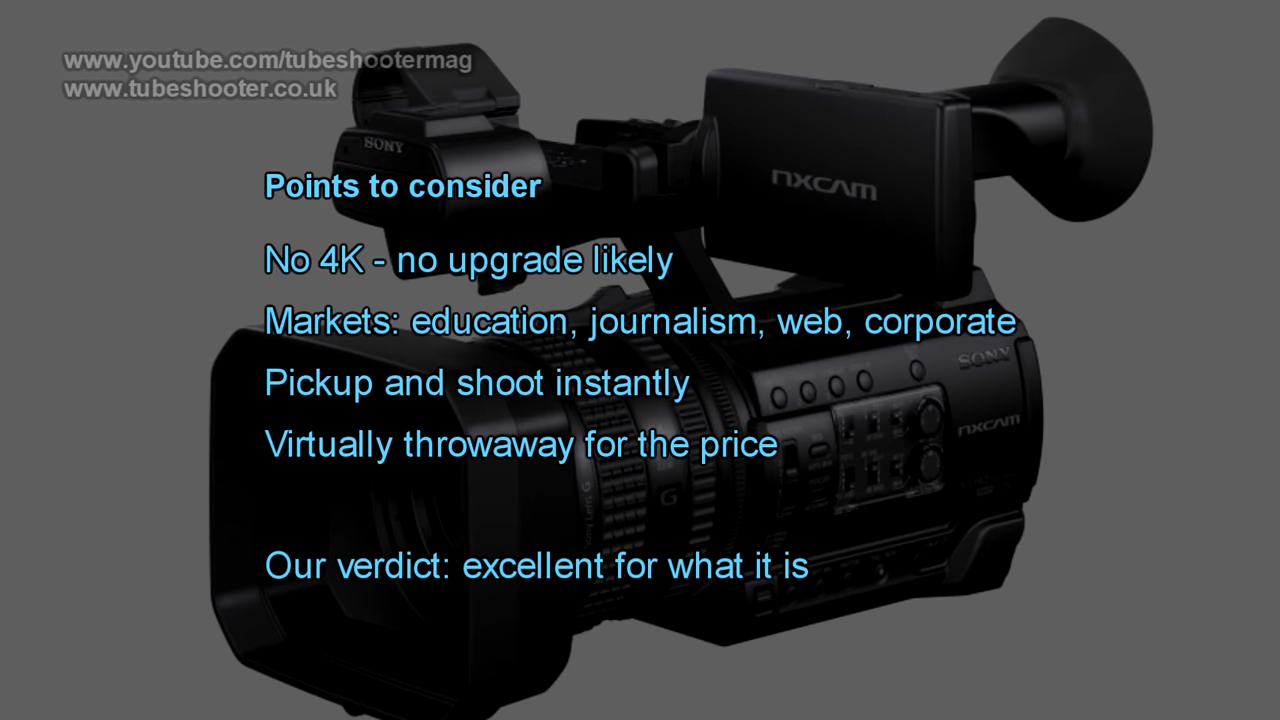 www.youtube.com/tubeshootermag
www.tubeshooter.co.uk
SONY
NXCAM
Points to consider
No 4K - no upgrade likely
Markets: education, journalism, web, corporate
SONY
Pickup and shoot instantly
NXCAM
Virtually throwaway for the price
G
Sony Lens G
Our verdict: excellent for what it is